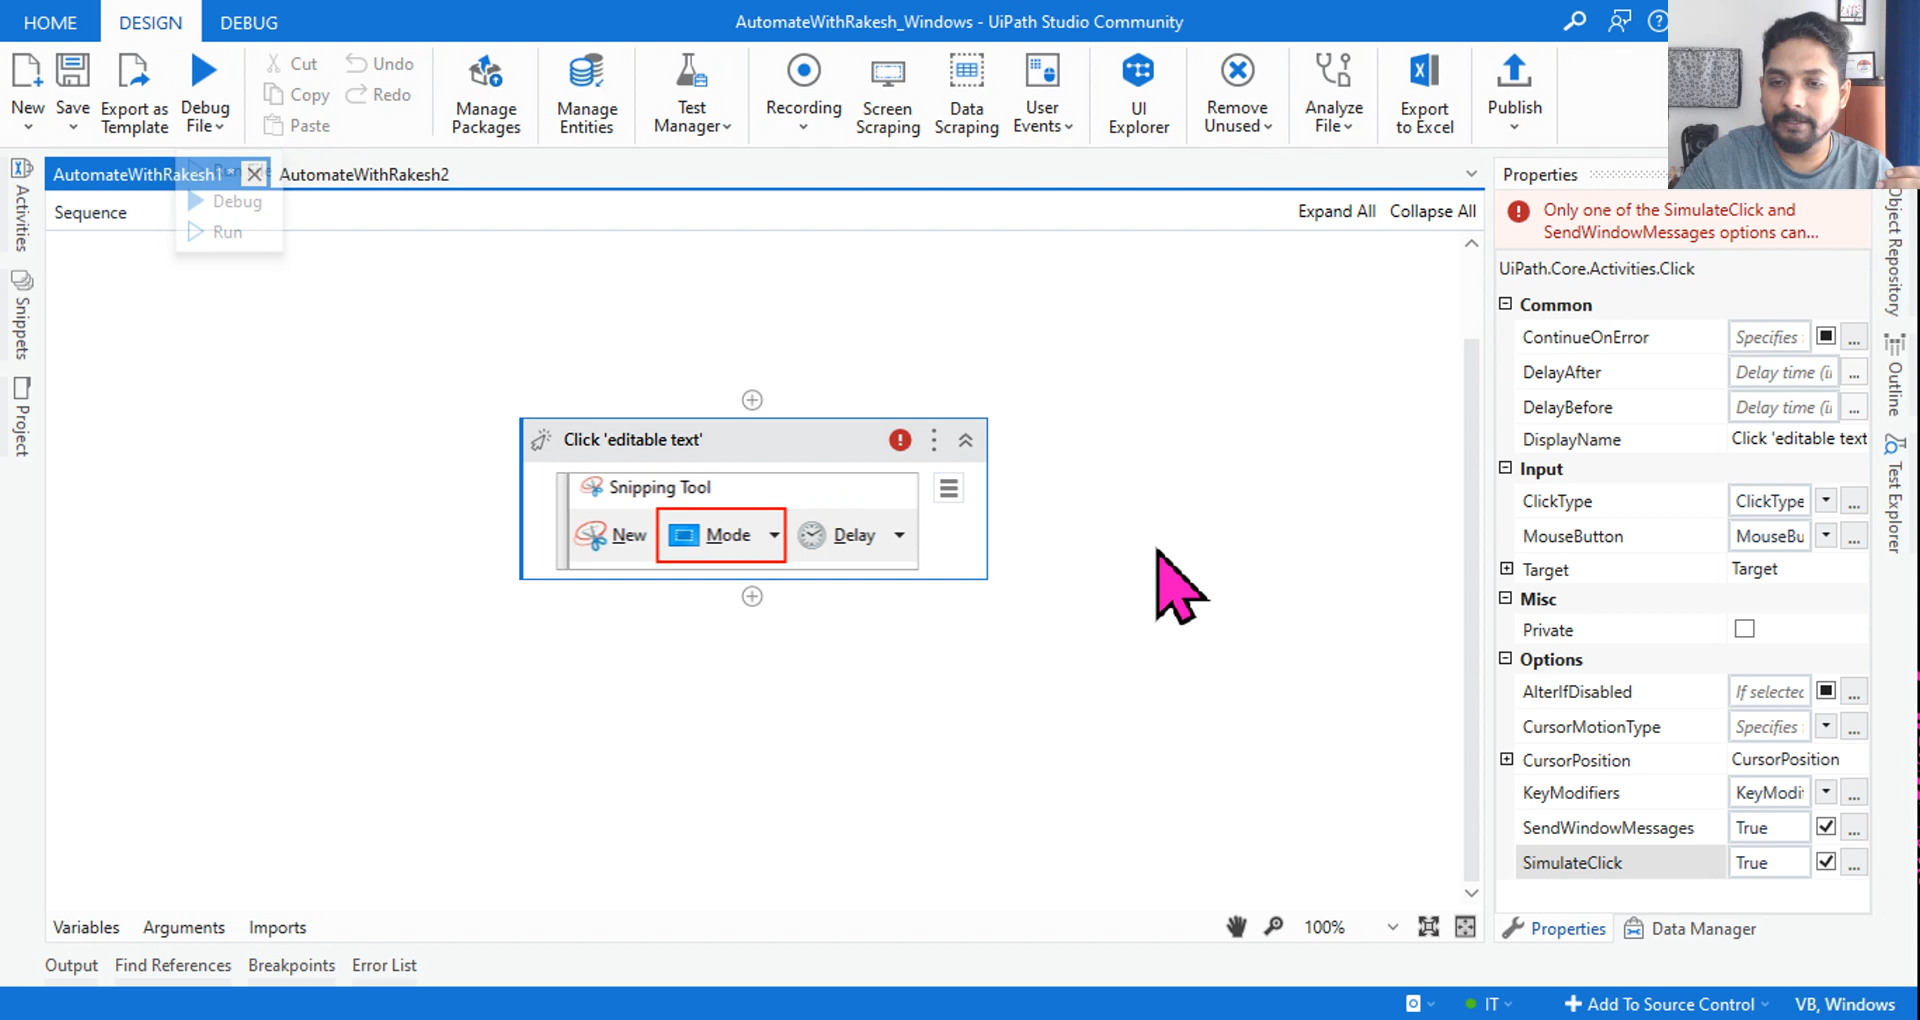 HOME DESIGN DEBUG AutomateWithRakesh_Windows - UiPath Studio Community
New
Save
Export as
Template
Debug
File
Cut
Copy
Paste
Undo
Redo
Manage
Packages
Manage
Entities
Test
Manager
Recording
Screen
Scraping
Data
Scraping
User
Events
UI
Explorer
Remove
Unused
Analyze
File
Export
to Excel
Publish
AutomateWithRakesh1 *
AutomateWithRakesh2
Debug
Run
Sequence
Expand All Collapse All
Activities
Snippets
Project
Click 'editable text'
Snipping Tool
New Mode Delay
Properties
Only one of the SimulateClick and
SendWindowMessages options can...
UiPath.Core.Activities.Click
Common
ContinueOnError Specifies ...
DelayAfter Delay time (i ...
DelayBefore Delay time (i ...
DisplayName Click 'editable text
Input
ClickType ClickType ...
MouseButton MouseBu ...
Target Target
Misc
Private
Options
AlterIfDisabled If selected ...
CursorMotionType Specifies ...
CursorPosition CursorPosition
KeyModifiers KeyModif ...
SendWindowMessages True ...
SimulateClick True ...
Object Repository
Outline
Test Explorer
Variables Arguments Imports
100%
Properties Data Manager
Output Find References Breakpoints Error List
IT
Add To Source Control
VB, Windows